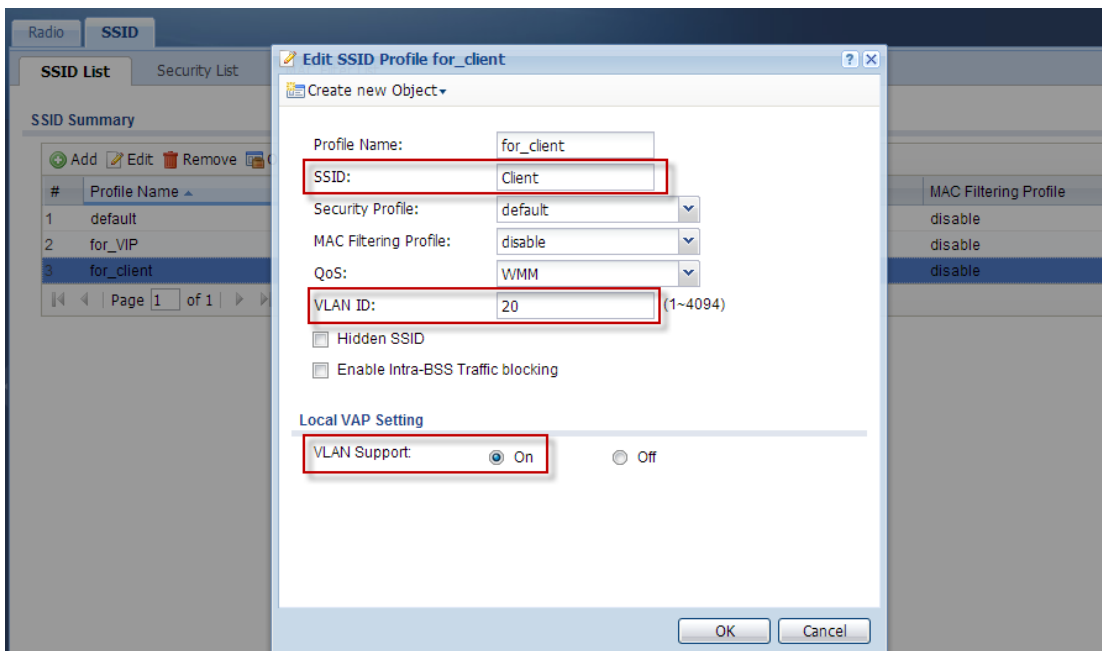 Radio SSID
SSID List Security List
SSID Summary
Add Edit Remove
# Profile Name MAC Filtering Profile
1 default disable
2 for_VIP disable
3 for_client disable
Page 1 of 1
Edit SSID Profile for_client
Create new Object
Profile Name: for_client
SSID: Client
Security Profile: default
MAC Filtering Profile: disable
QoS: WMM
VLAN ID: 20 (1~4094)
Hidden SSID
Enable Intra-BSS Traffic blocking
Local VAP Setting
VLAN Support: On Off
OK Cancel